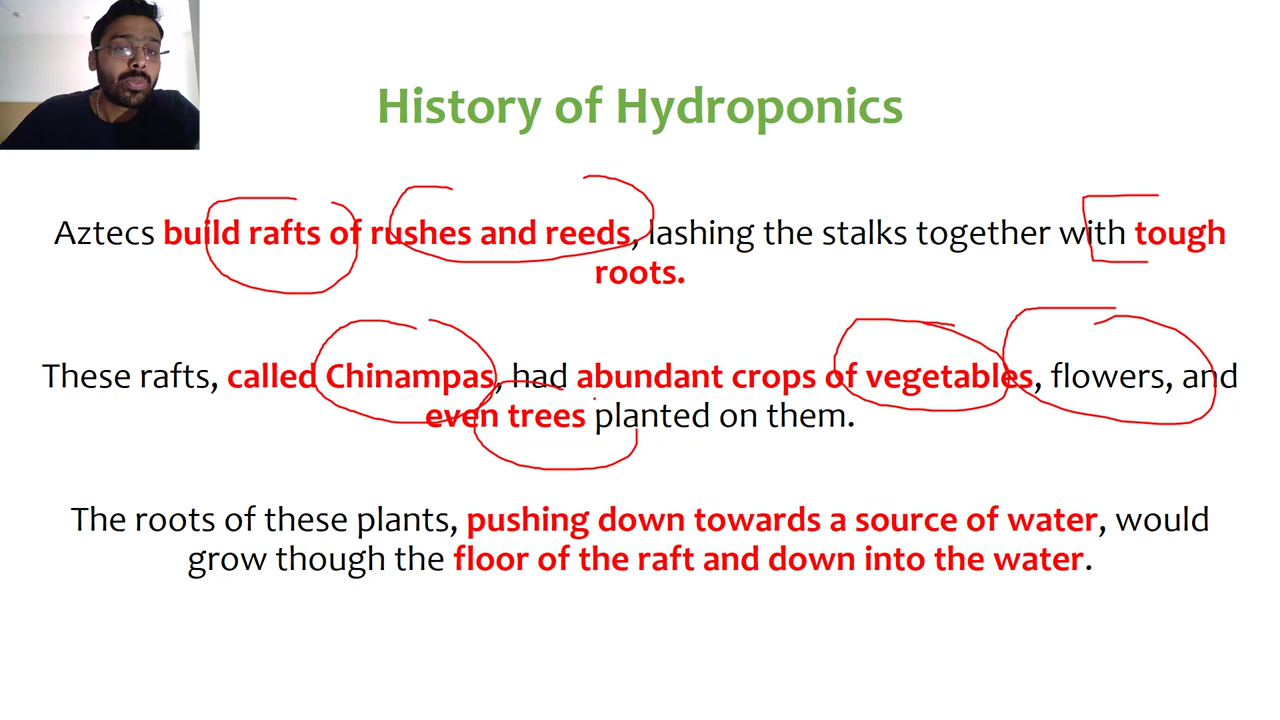 History of Hydroponics
Aztecs build rafts of rushes and reeds, lashing the stalks together with tough
roots.
These rafts, called Chinampas, had abundant crops of vegetables, flowers, and
even trees planted on them.
The roots of these plants, pushing down towards a source of water, would
grow though the floor of the raft and down into the water.